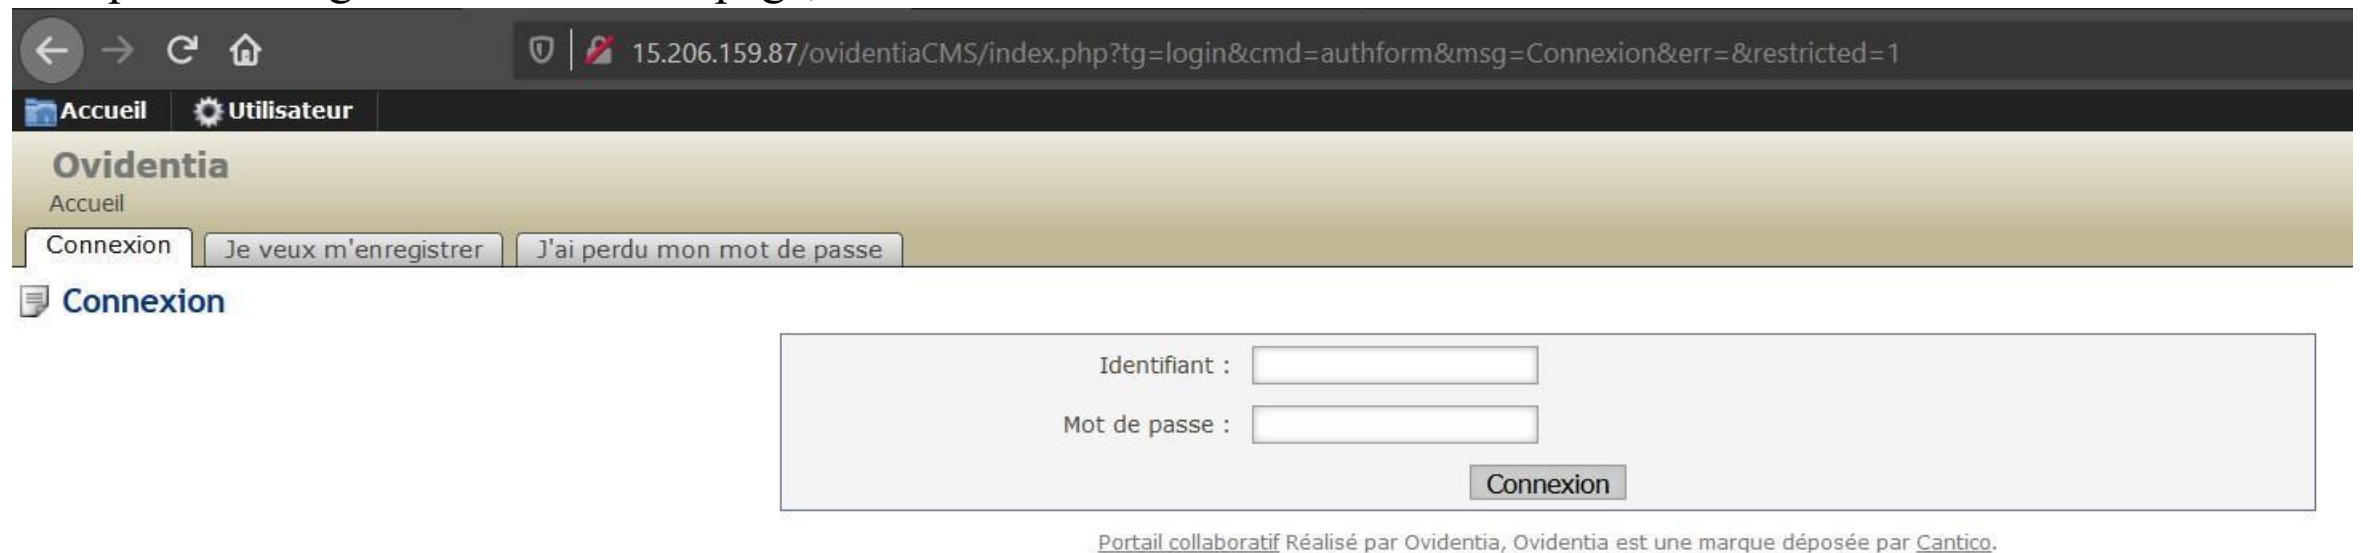 15.206.159.87/ovidentiaCMS/index.php?tg=login&cmd=authform&msg=Connexion&err=&restricted=1
Accueil Utilisateur
Ovidentia
Accueil
Connexion Je veux m'enregistrer J'ai perdu mon mot de passe
Connexion
Identifiant :
Mot de passe :
Connexion
Portail collaboratif Réalisé par Ovidentia, Ovidentia est une marque déposée par Cantico.